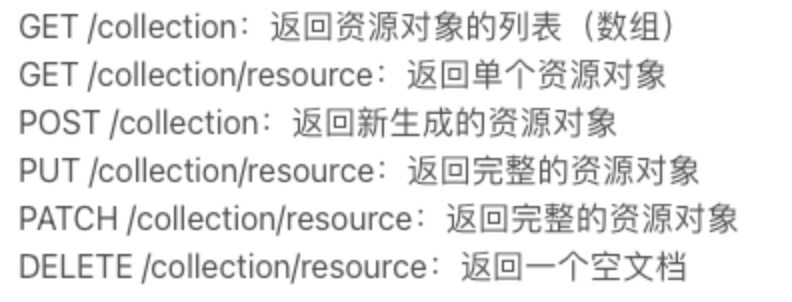 GET /collection：返回资源对象的列表（数组）
GET /collection/resource：返回单个资源对象
POST /collection：返回新生成的资源对象
PUT /collection/resource：返回完整的资源对象
PATCH /collection/resource：返回完整的资源对象
DELETE /collection/resource：返回一个空文档